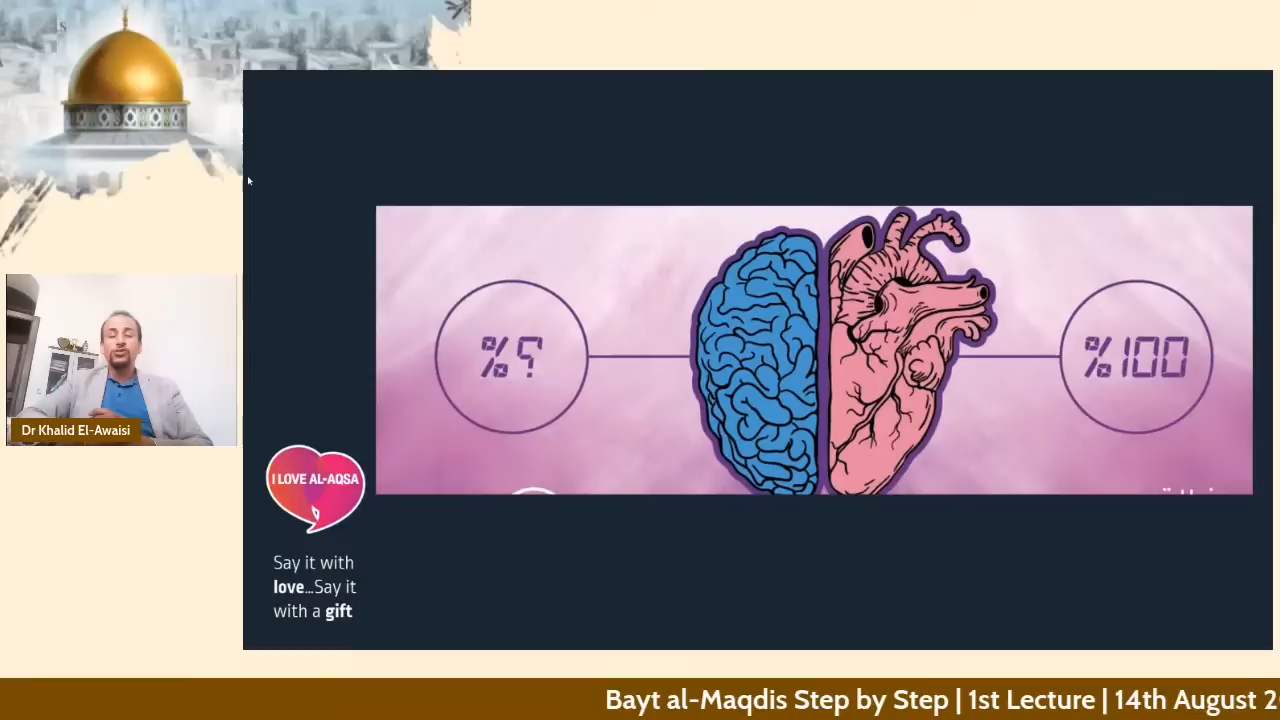 %؟
%100
Dr Khalid El-Awaisi
I LOVE AL-AQSA
Say it with
love...Say it
with a gift
Bayt al-Maqdis Step by Step | 1st Lecture | 14th August 2